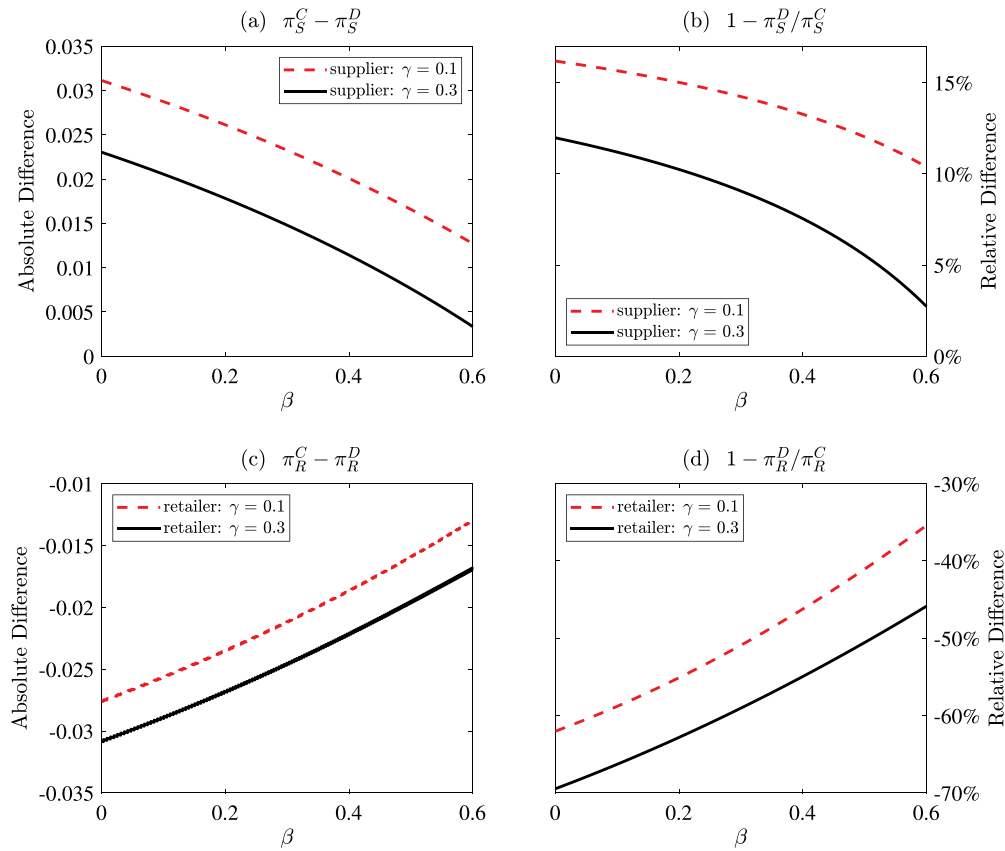 (a) π_S^C − π_S^D
Absolute Difference
0.035
0.03
0.025
0.02
0.015
0.01
0.005
0
supplier: γ = 0.1
supplier: γ = 0.3
0 0.2 0.4 0.6
β
(b) 1 − π_S^D/π_S^C
supplier: γ = 0.1
supplier: γ = 0.3
15%
10%
5%
0%
Relative Difference
0 0.2 0.4 0.6
β
(c) π_R^C − π_R^D
Absolute Difference
-0.01
-0.015
-0.02
-0.025
-0.03
-0.035
retailer: γ = 0.1
retailer: γ = 0.3
0 0.2 0.4 0.6
β
(d) 1 − π_R^D/π_R^C
retailer: γ = 0.1
retailer: γ = 0.3
-30%
-40%
-50%
-60%
-70%
Relative Difference
0 0.2 0.4 0.6
β